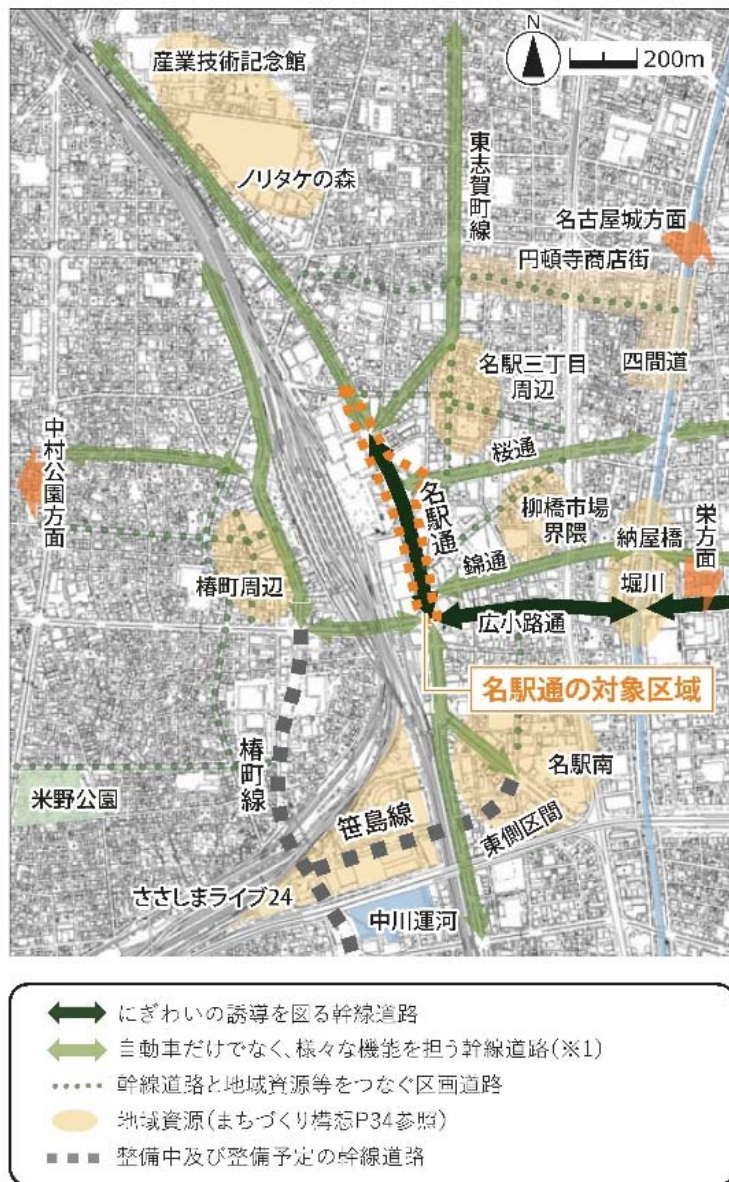 産業技術記念館
N
200m
ノリタケの森
東志賀町線
名古屋城方面
円頓寺商店街
名駅三丁目
周辺
四間道
中村公園方面
桜通
名駅通
柳橋市場
界隈
納屋橋
栄方面
錦通
椿町周辺
堀川
広小路通
名駅通の対象区域
椿町線
名駅南
米野公園
笹島線
東側区間
ささしまライブ24
中川運河
にぎわいの誘導を図る幹線道路
自動車だけでなく、様々な機能を担う幹線道路(※1)
幹線道路と地域資源等をつなぐ区画道路
地域資源(まちづくり構想P34参照)
整備中及び整備予定の幹線道路